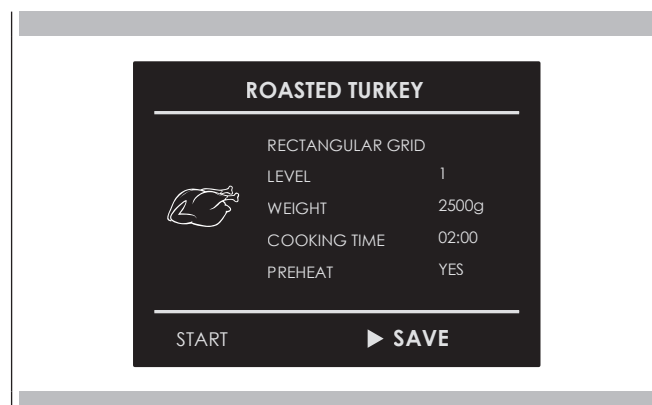 ROASTED TURKEY
RECTANGULAR GRID
LEVEL 1
WEIGHT 2500g
COOKING TIME 02:00
PREHEAT YES
START ▶ SAVE